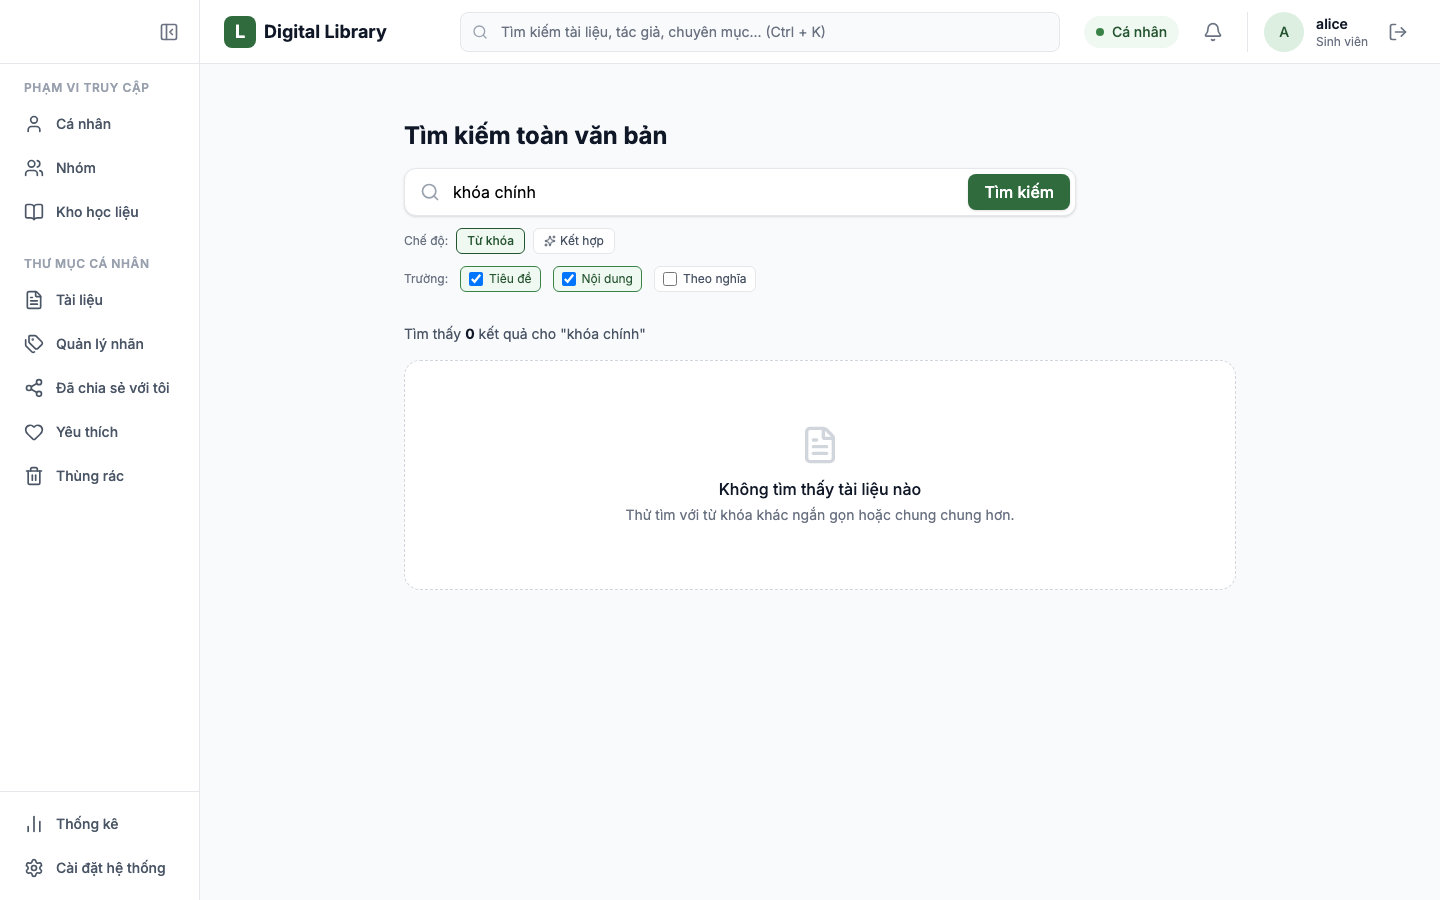 L Digital Library
Tìm kiếm tài liệu, tác giả, chuyên mục... (Ctrl + K)
Cá nhân
A
alice
Sinh viên
PHẠM VI TRUY CẬP
Cá nhân
Nhóm
Kho học liệu
THƯ MỤC CÁ NHÂN
Tài liệu
Quản lý nhãn
Đã chia sẻ với tôi
Yêu thích
Thùng rác
Thống kê
Cài đặt hệ thống
Tìm kiếm toàn văn bản
khóa chính
Tìm kiếm
Chế độ: Từ khóa Kết hợp
Trường: Tiêu đề Nội dung Theo nghĩa
Tìm thấy 0 kết quả cho "khóa chính"
Không tìm thấy tài liệu nào
Thử tìm với từ khóa khác ngắn gọn hoặc chung chung hơn.